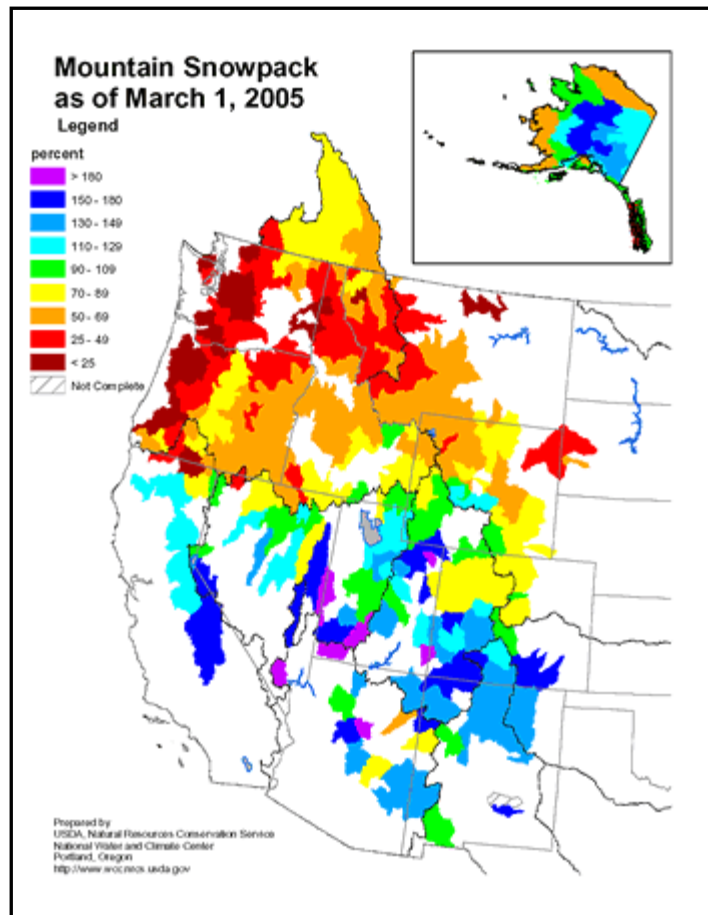 Mountain Snowpack
as of March 1, 2005
Legend
percent
> 180
150 - 180
130 - 149
110 - 129
90 - 109
70 - 89
50 - 69
25 - 49
< 25
Not Complete
Prepared by
USDA, Natural Resources Conservation Service
National Water and Climate Center
Portland, Oregon
http://www.wcc.nrcs.usda.gov